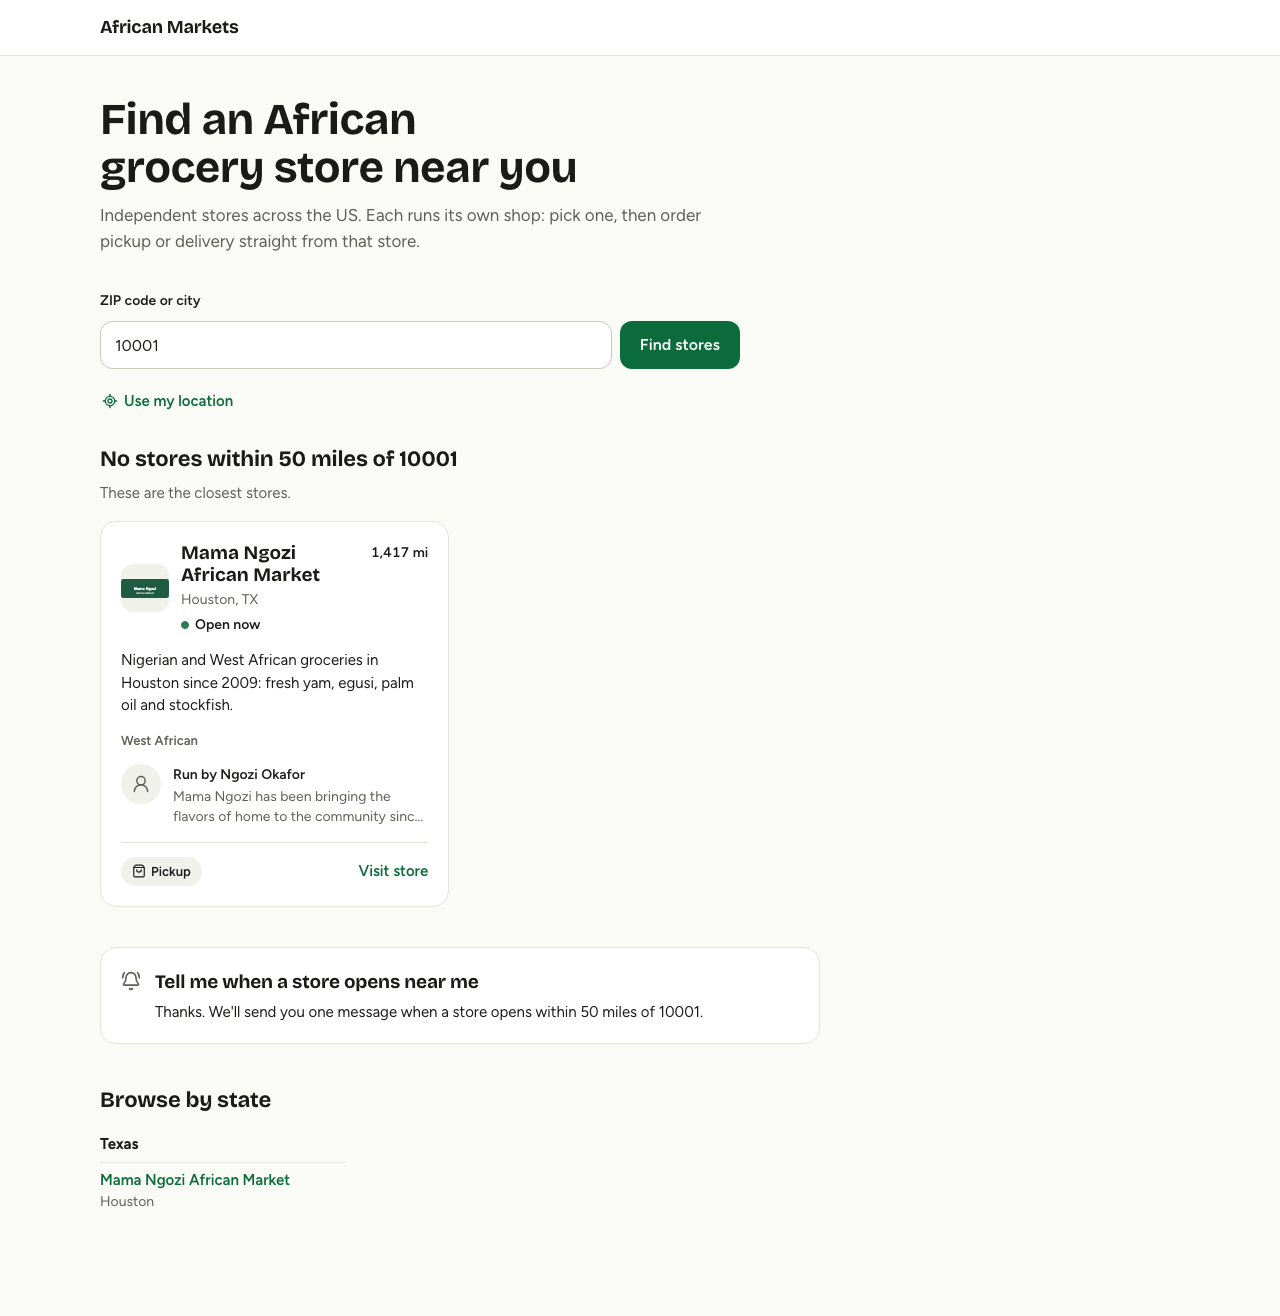 African Markets
Find an African
grocery store near you
Independent stores across the US. Each runs its own shop: pick one, then order
pickup or delivery straight from that store.
ZIP code or city
10001
Find stores
Use my location
No stores within 50 miles of 10001
These are the closest stores.
Mama Ngozi
African Market
1,417 mi
Mama Ngozi
Houston, TX
Open now
Nigerian and West African groceries in
Houston since 2009: fresh yam, egusi, palm
oil and stockfish.
West African
Run by Ngozi Okafor
Mama Ngozi has been bringing the
flavors of home to the community sinc...
Pickup
Visit store
Tell me when a store opens near me
Thanks. We'll send you one message when a store opens within 50 miles of 10001.
Browse by state
Texas
Mama Ngozi African Market
Houston